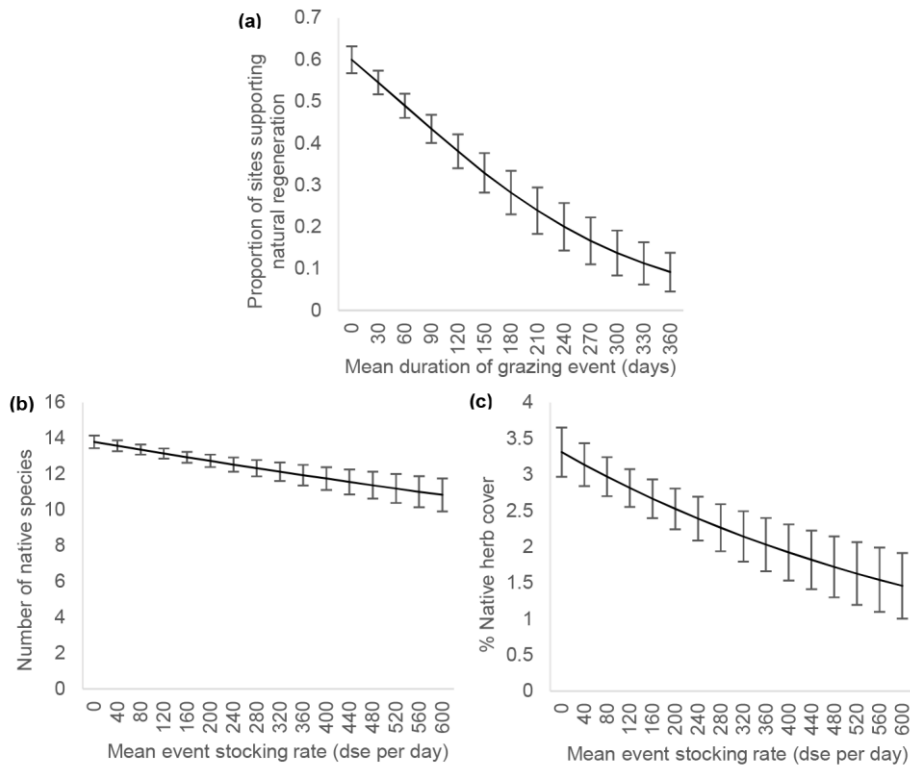 (a)
Proportion of sites supporting
natural regeneration
0.7
0.6
0.5
0.4
0.3
0.2
0.1
0
0 30 60 90 120 150 180 210 240 270 300 330 360
Mean duration of grazing event (days)
(b)
Number of native species
16
14
12
10
8
6
4
2
0
0 40 80 120 160 200 240 280 320 360 400 440 480 520 560 600
Mean event stocking rate (dse per day)
(c)
% Native herb cover
4
3.5
3
2.5
2
1.5
1
0.5
0
0 40 80 120 160 200 240 280 320 360 400 440 480 520 560 600
Mean event stocking rate (dse per day)